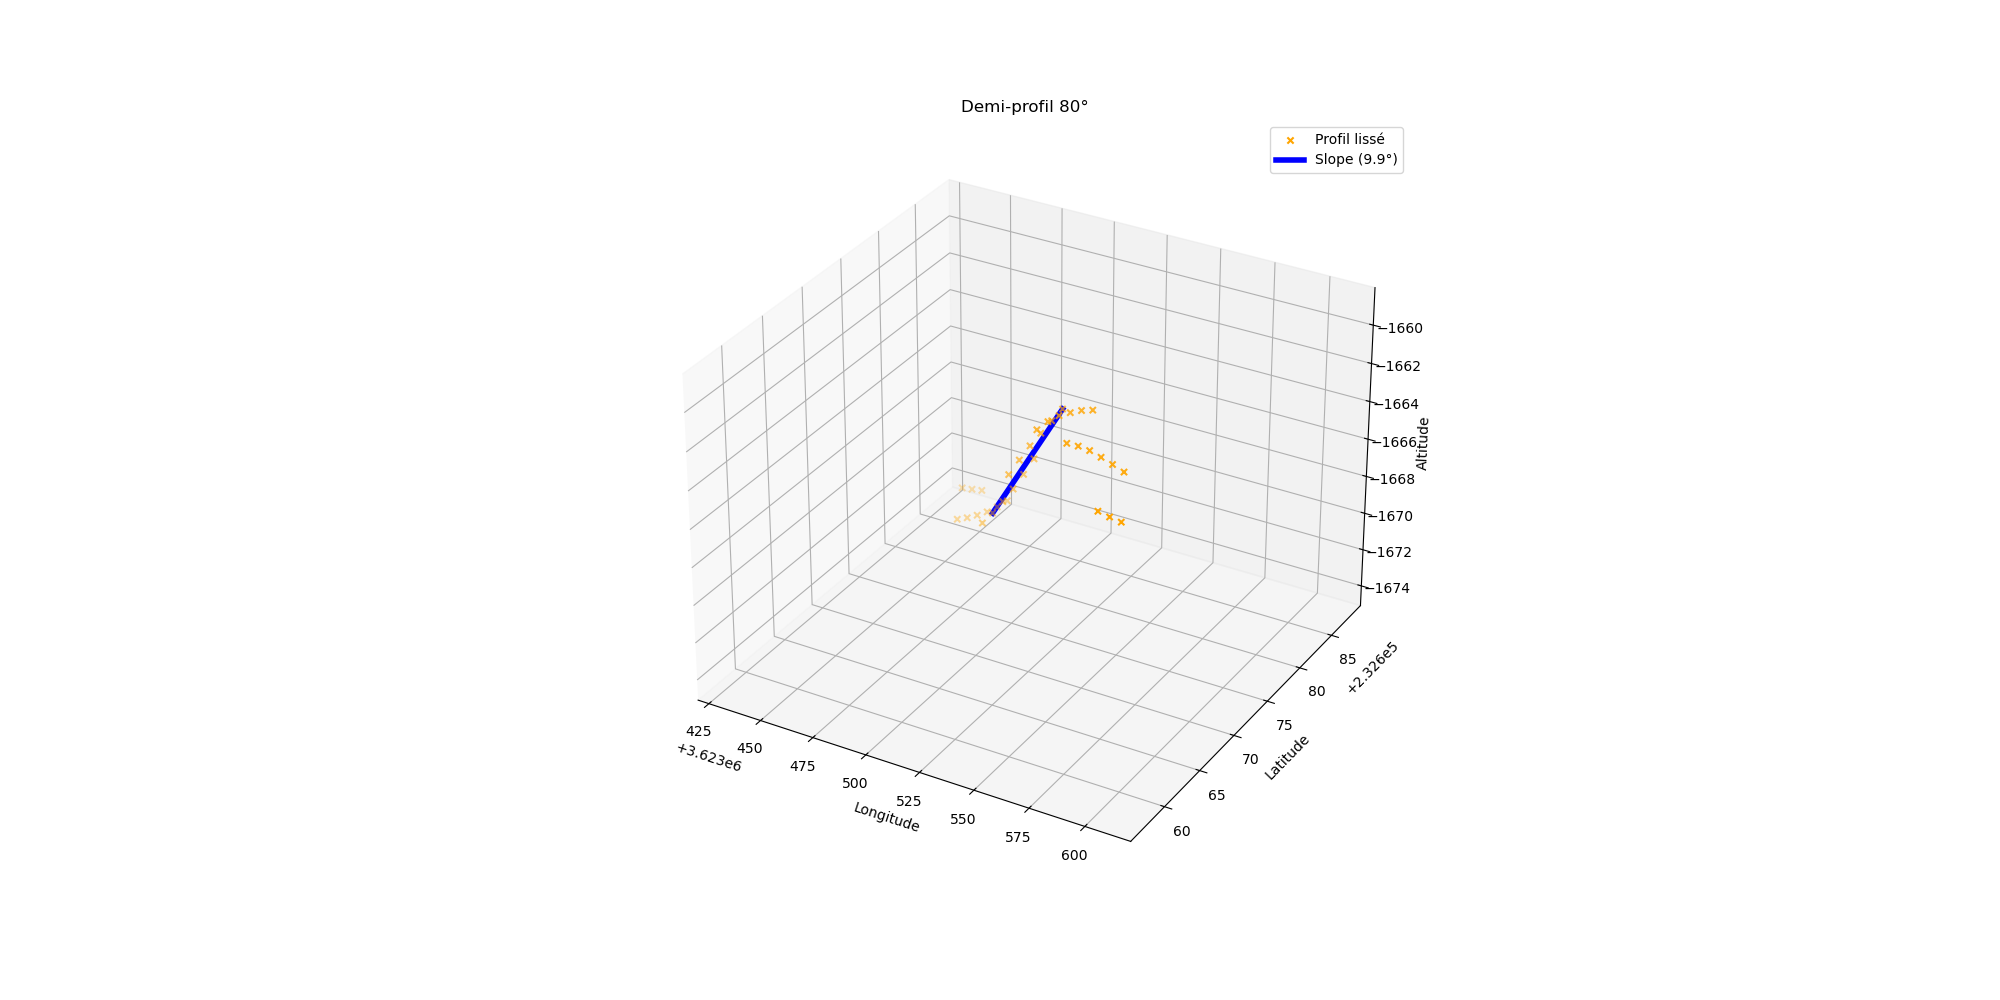 Demi-profil 80°
Profil lissé
Slope (9.9°)
−1660
−1662
−1664
−1666
−1668
−1670
−1672
−1674
Altitude
85
80
75
70
65
60
+2.326e5
Latitude
425
450
475
500
525
550
575
600
+3.623e6
Longitude